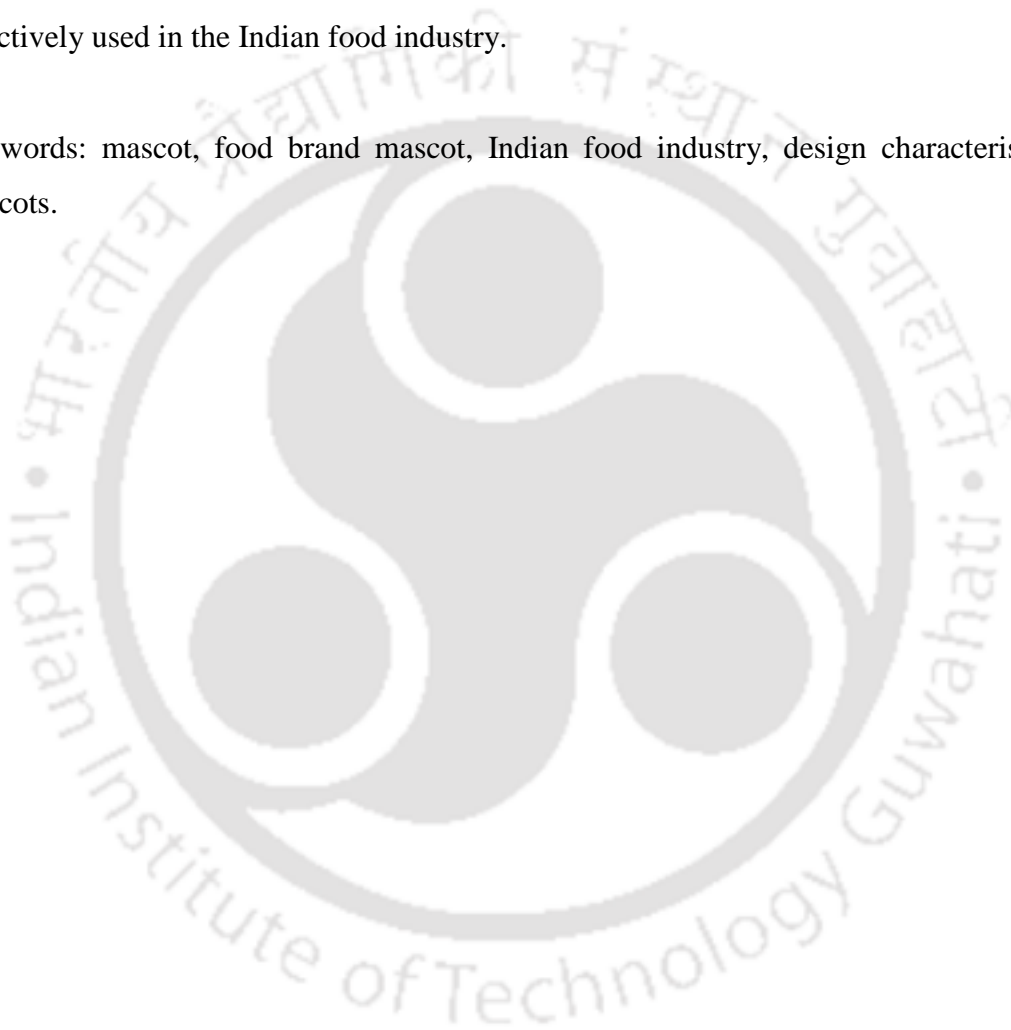 ctively used in the Indian food industry.
words: mascot, food brand mascot, Indian food industry, design characteris
cots.
भारतीय प्रौद्योगिकी संस्थान गुवाहाटी
• Indian Institute of Technology Guwahati •